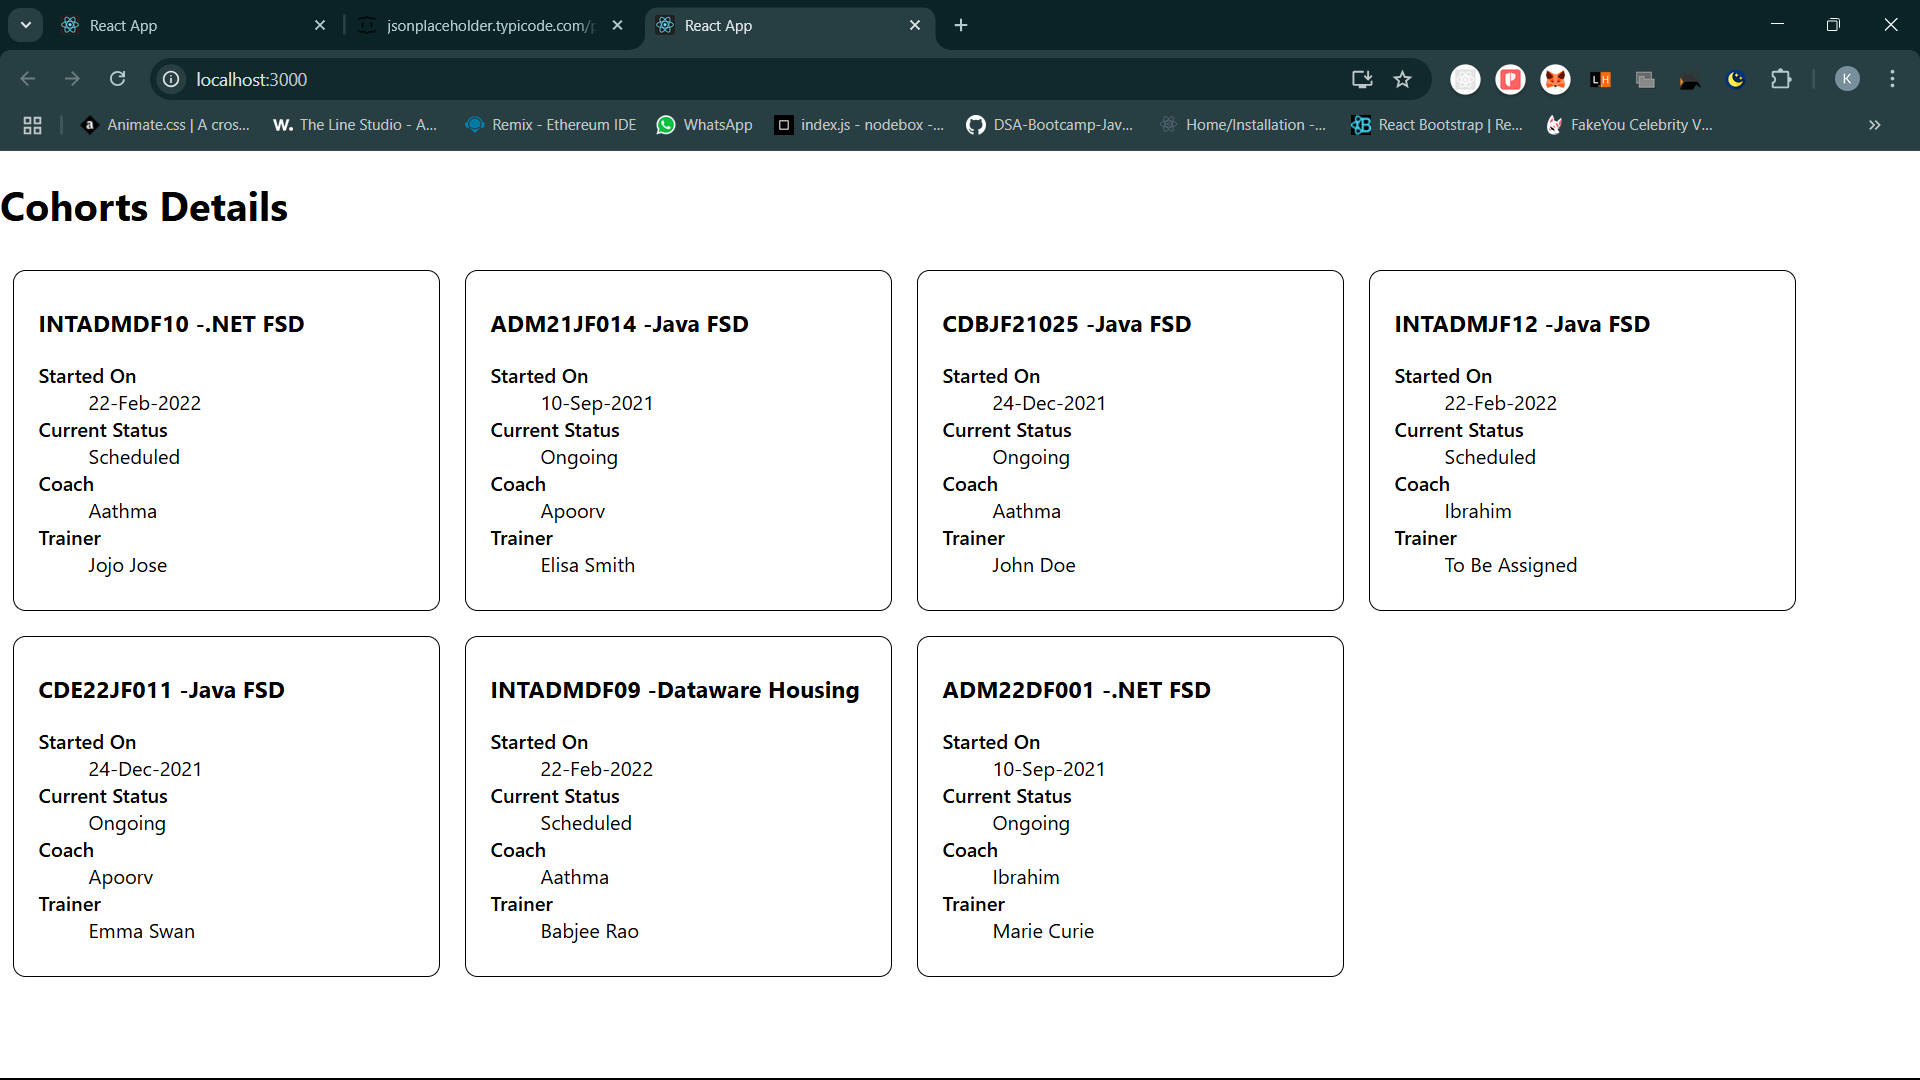 React App
jsonplaceholder.typicode.com/p
React App
localhost:3000
LH
K
Animate.css | A cros...
W. The Line Studio - A...
Remix - Ethereum IDE
WhatsApp
index.js - nodebox -...
DSA-Bootcamp-Jav...
Home/Installation -...
React Bootstrap | Re...
FakeYou Celebrity V...
Cohorts Details
INTADMDF10 -.NET FSD
Started On
22-Feb-2022
Current Status
Scheduled
Coach
Aathma
Trainer
Jojo Jose
ADM21JF014 -Java FSD
Started On
10-Sep-2021
Current Status
Ongoing
Coach
Apoorv
Trainer
Elisa Smith
CDBJF21025 -Java FSD
Started On
24-Dec-2021
Current Status
Ongoing
Coach
Aathma
Trainer
John Doe
INTADMJF12 -Java FSD
Started On
22-Feb-2022
Current Status
Scheduled
Coach
Ibrahim
Trainer
To Be Assigned
CDE22JF011 -Java FSD
Started On
24-Dec-2021
Current Status
Ongoing
Coach
Apoorv
Trainer
Emma Swan
INTADMDF09 -Dataware Housing
Started On
22-Feb-2022
Current Status
Scheduled
Coach
Aathma
Trainer
Babjee Rao
ADM22DF001 -.NET FSD
Started On
10-Sep-2021
Current Status
Ongoing
Coach
Ibrahim
Trainer
Marie Curie